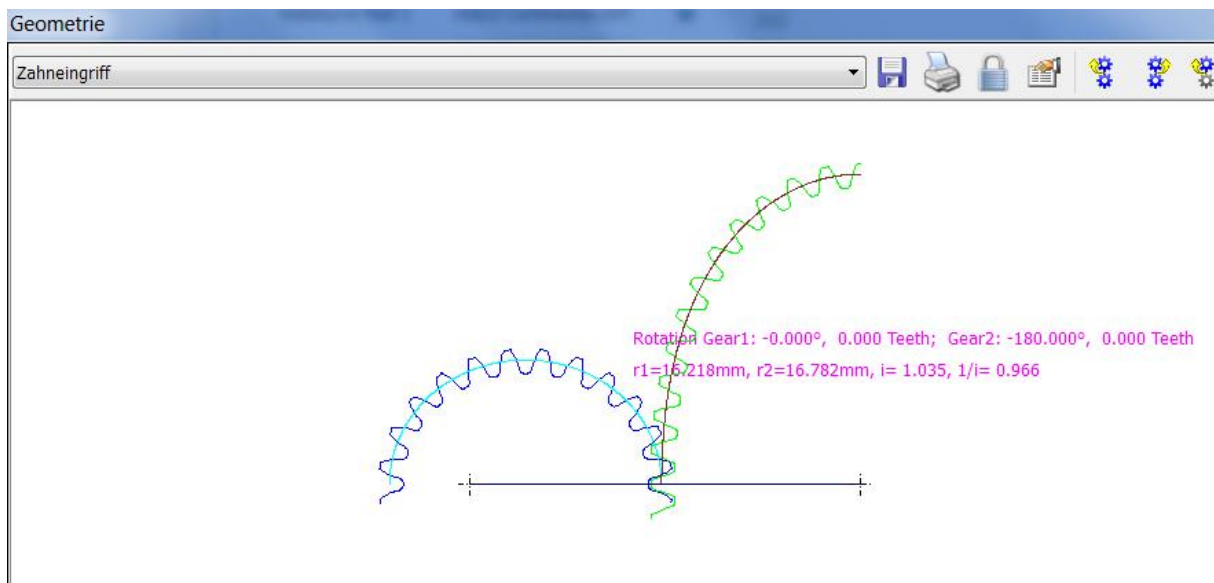 Geometrie
Zahneingriff
Rotation Gear1: -0.000°, 0.000 Teeth; Gear2: -180.000°, 0.000 Teeth
r1=16.218mm, r2=16.782mm, i= 1.035, 1/i= 0.966